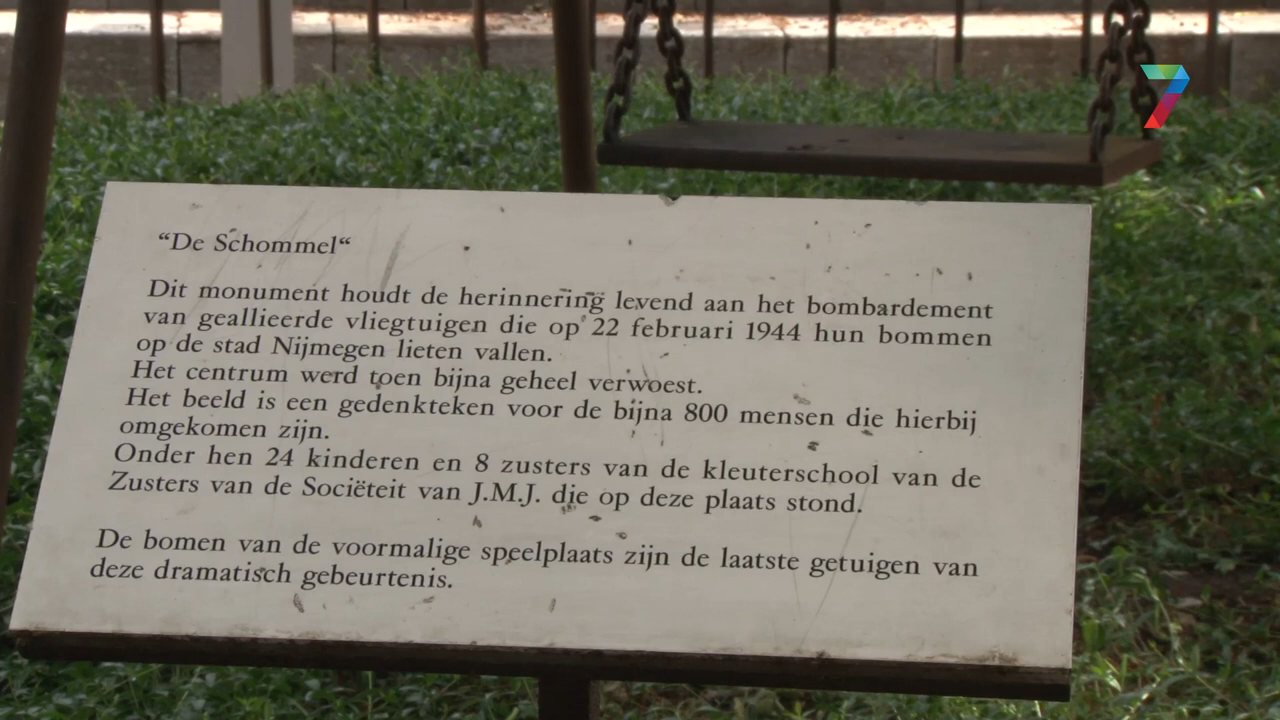 “De Schommel“
Dit monument houdt de herinnering levend aan het bombardement
van geallieerde vliegtuigen die op 22 februari 1944 hun bommen
op de stad Nijmegen lieten vallen.
Het centrum werd toen bijna geheel verwoest.
Het beeld is een gedenkteken voor de bijna 800 mensen die hierbij
omgekomen zijn.
Onder hen 24 kinderen en 8 zusters van de kleuterschool van de
Zusters van de Sociëteit van J.M.J. die op deze plaats stond.
De bomen van de voormalige speelplaats zijn de laatste getuigen van
deze dramatisch gebeurtenis.
7